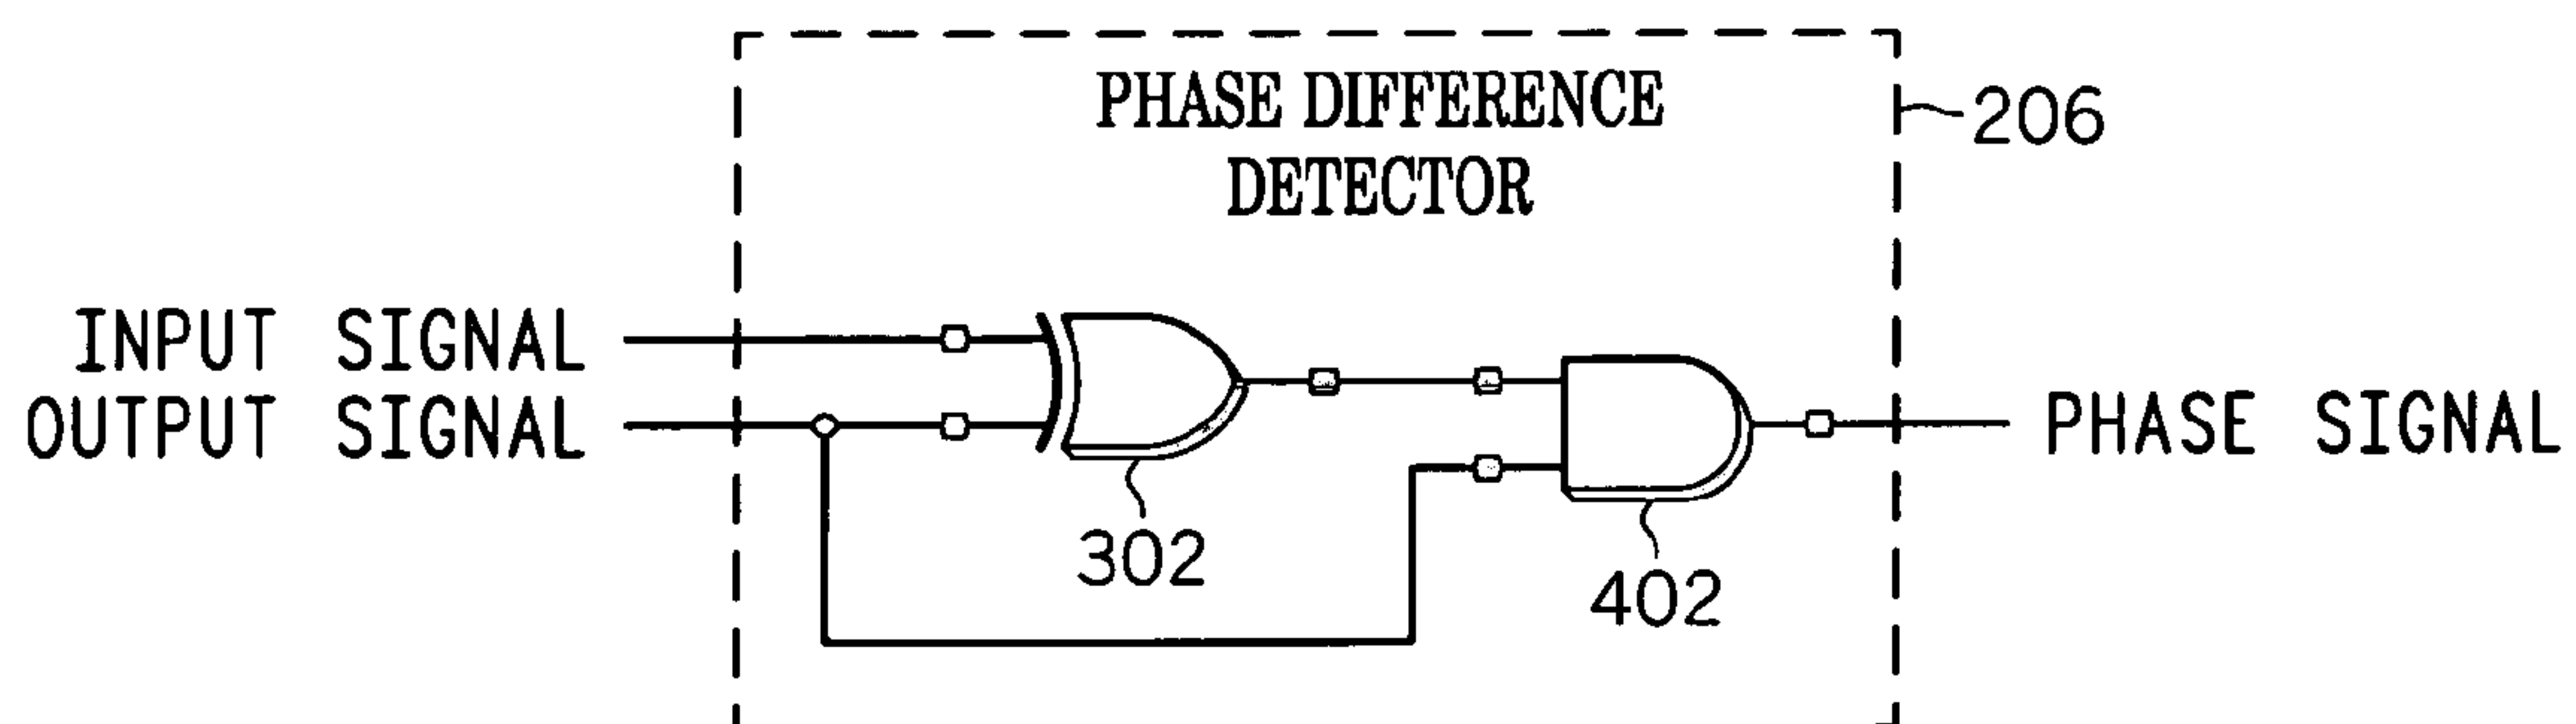 PHASE DIFFERENCE
DETECTOR
206
INPUT SIGNAL
OUTPUT SIGNAL
PHASE SIGNAL
302
402